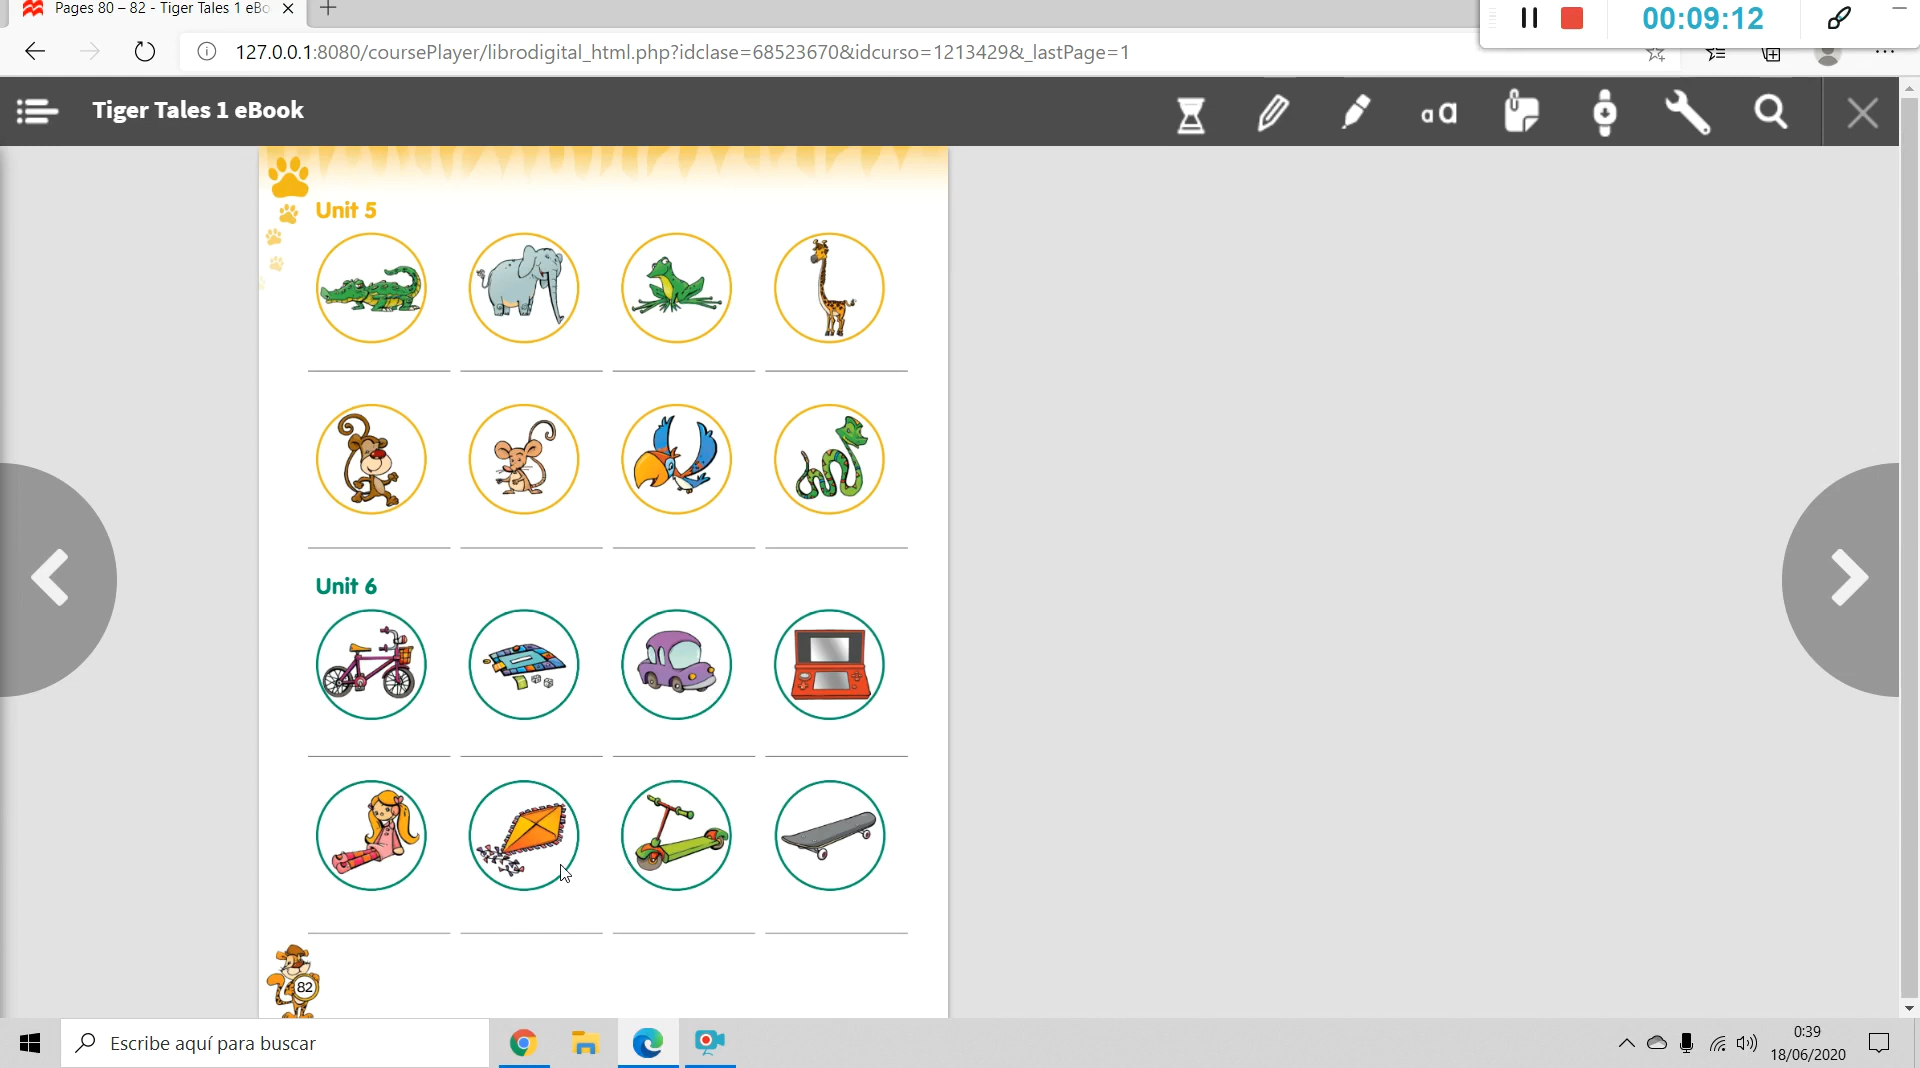 Pages 80 – 82 - Tiger Tales 1 eBo
00:09:12
127.0.0.1:8080/coursePlayer/librodigital_html.php?idclase=68523670&idcurso=1213429&_lastPage=1
Tiger Tales 1 eBook
a a
Unit 5
Unit 6
82
Escribe aquí para buscar
0:39
18/06/2020